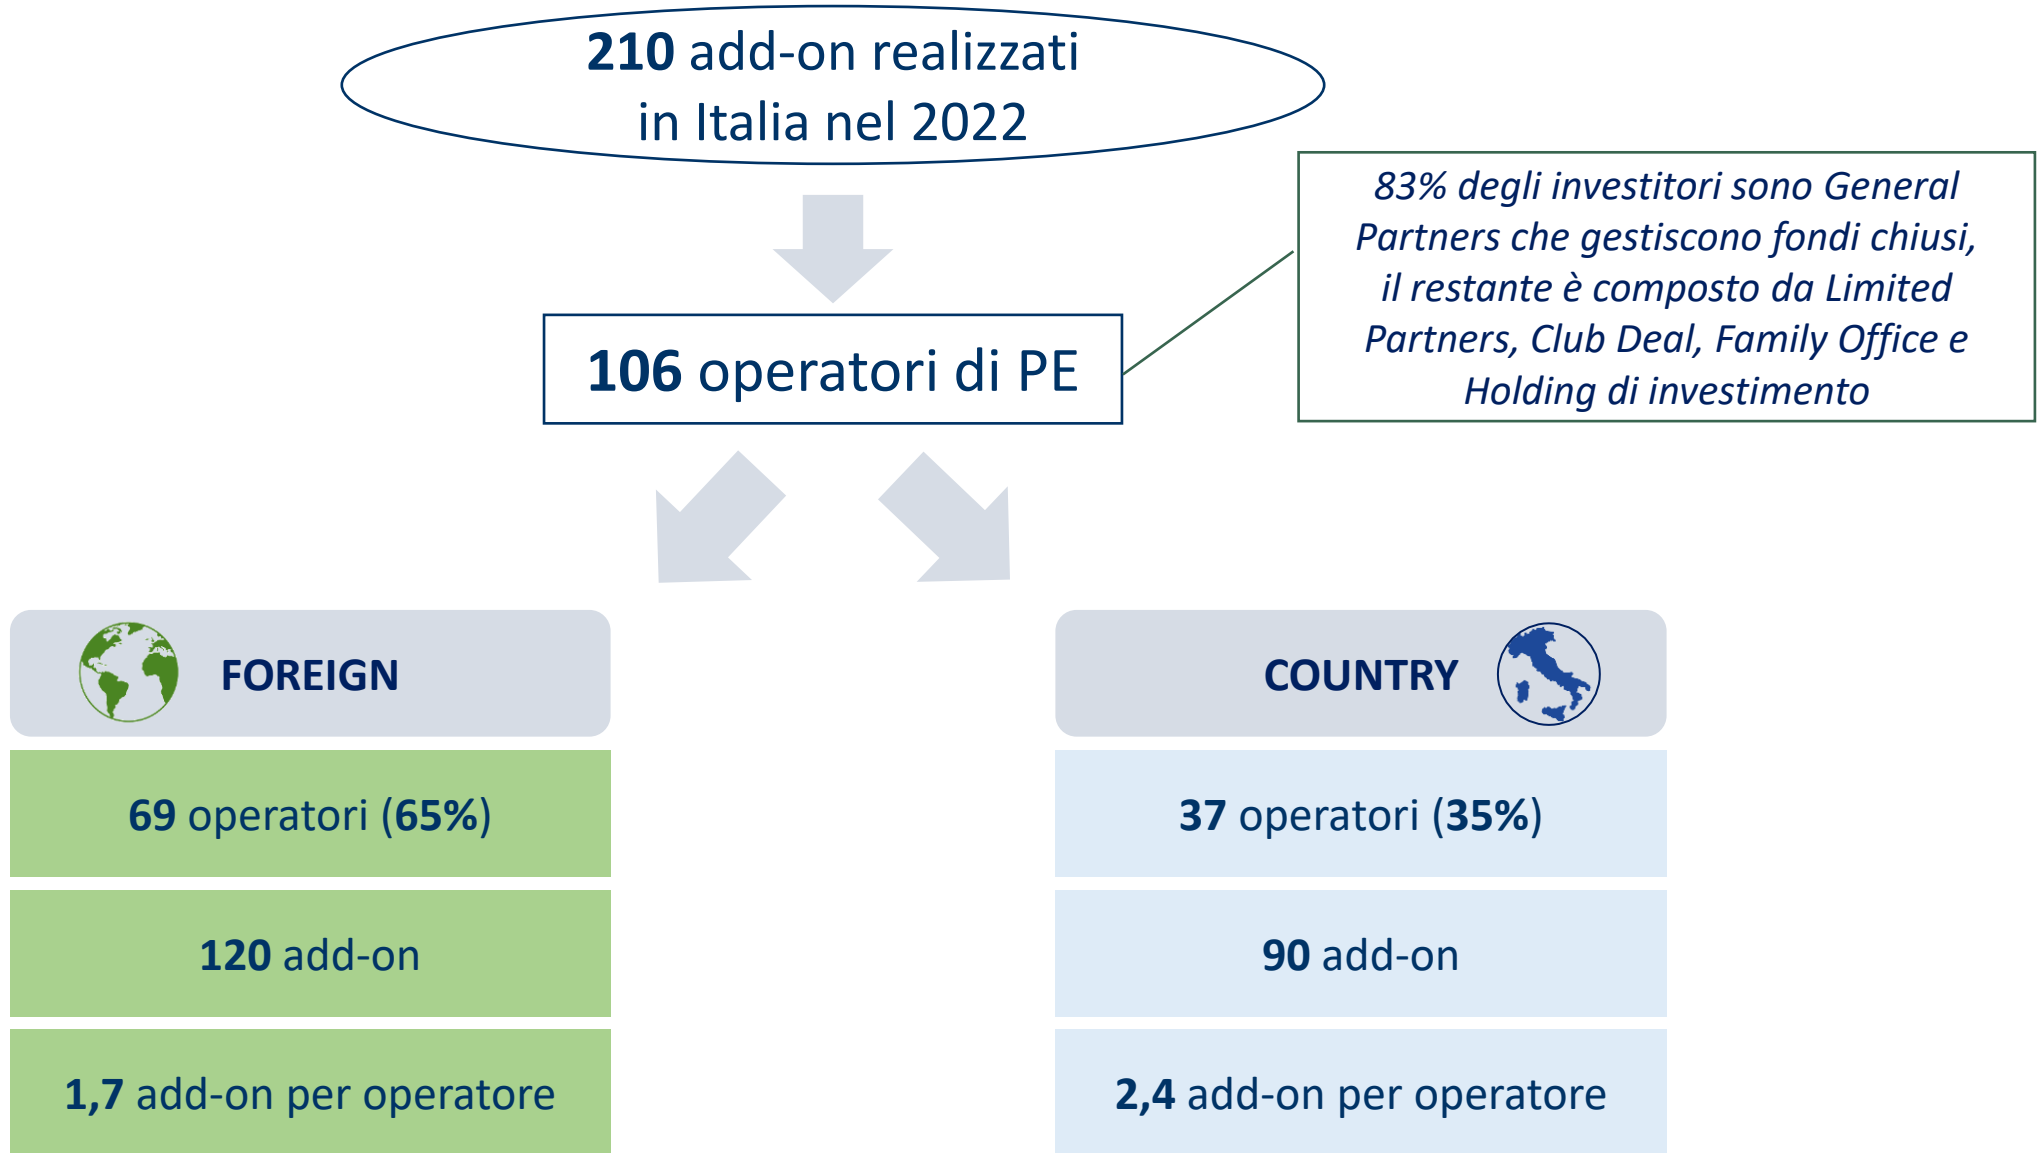 210 add-on realizzati
in Italia nel 2022
83% degli investitori sono General
Partners che gestiscono fondi chiusi,
il restante è composto da Limited
Partners, Club Deal, Family Office e
Holding di investimento
106 operatori di PE
FOREIGN
69 operatori (65%)
120 add-on
1,7 add-on per operatore
COUNTRY
37 operatori (35%)
90 add-on
2,4 add-on per operatore